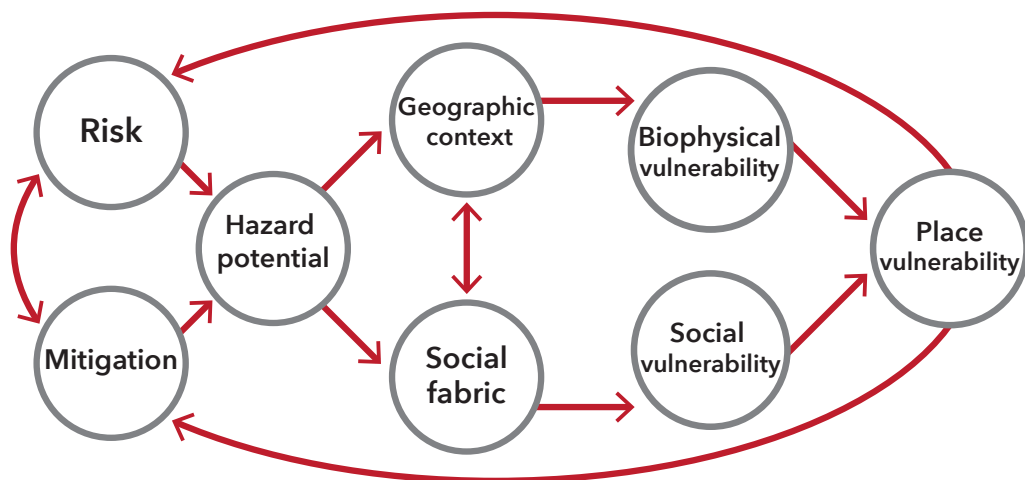 Risk
Mitigation
Hazard
potential
Geographic
context
Social
fabric
Biophysical
vulnerability
Social
vulnerability
Place
vulnerability